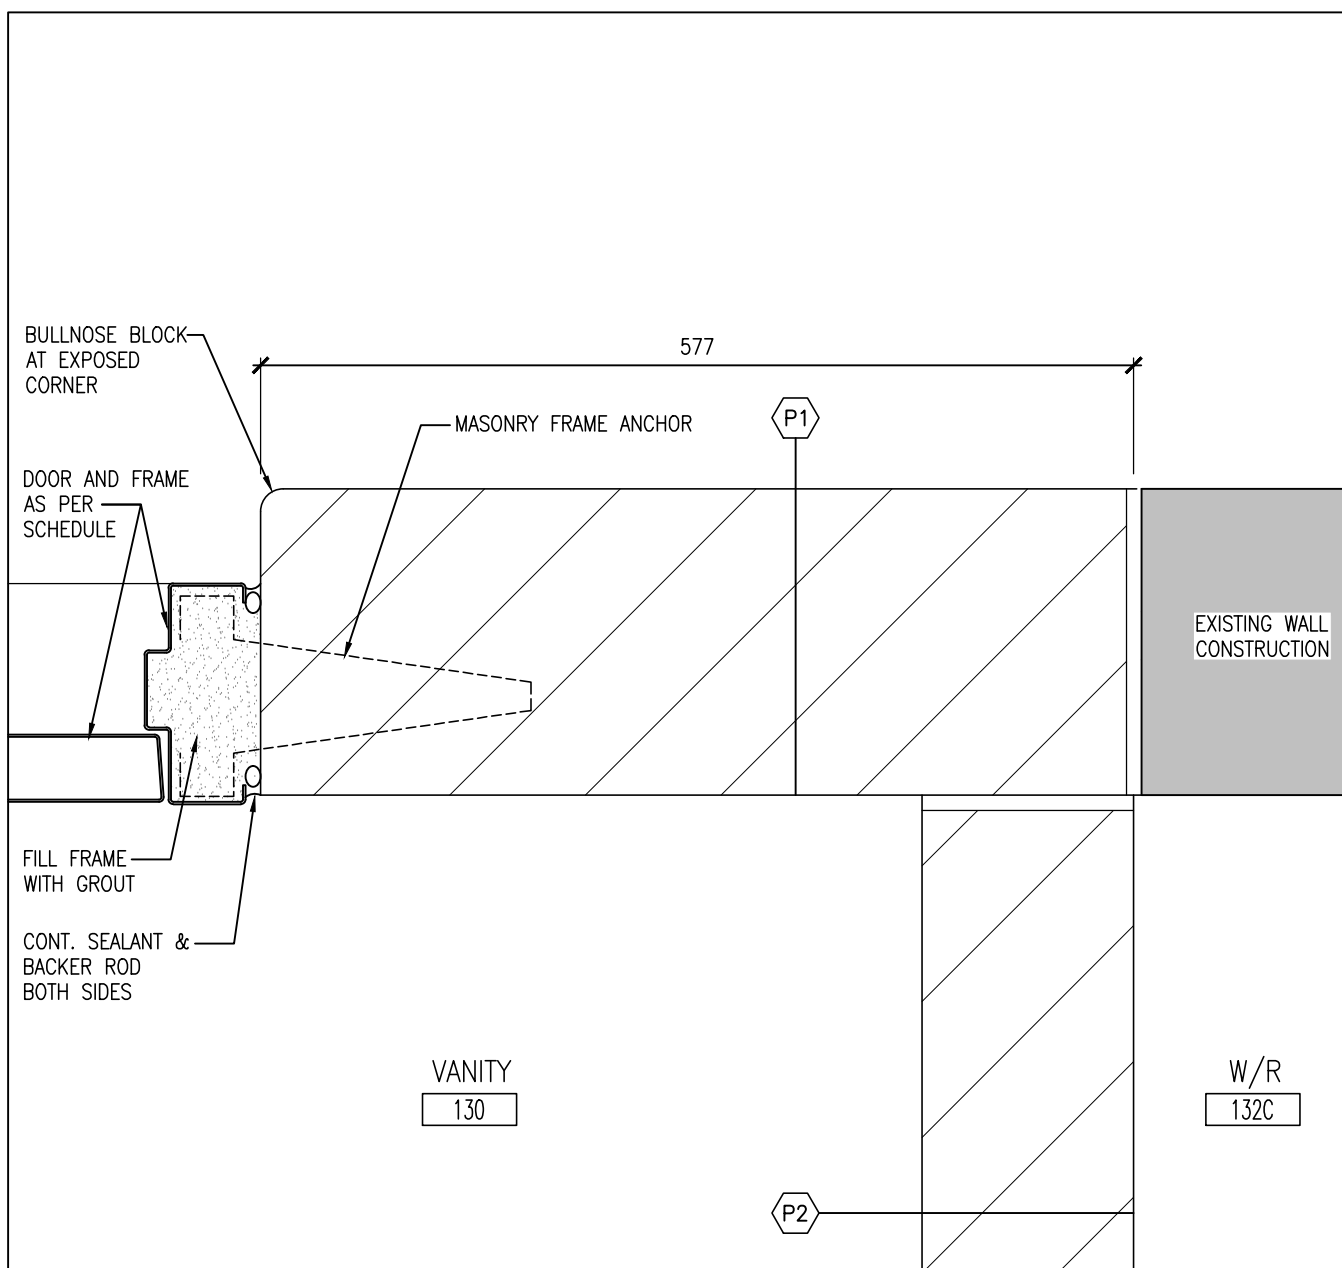 577
BULLNOSE BLOCK
AT EXPOSED
CORNER
MASONRY FRAME ANCHOR
P1
DOOR AND FRAME
AS PER
SCHEDULE
EXISTING WALL
CONSTRUCTION
FILL FRAME
WITH GROUT
CONT. SEALANT &
BACKER ROD
BOTH SIDES
VANITY
130
W/R
132C
P2